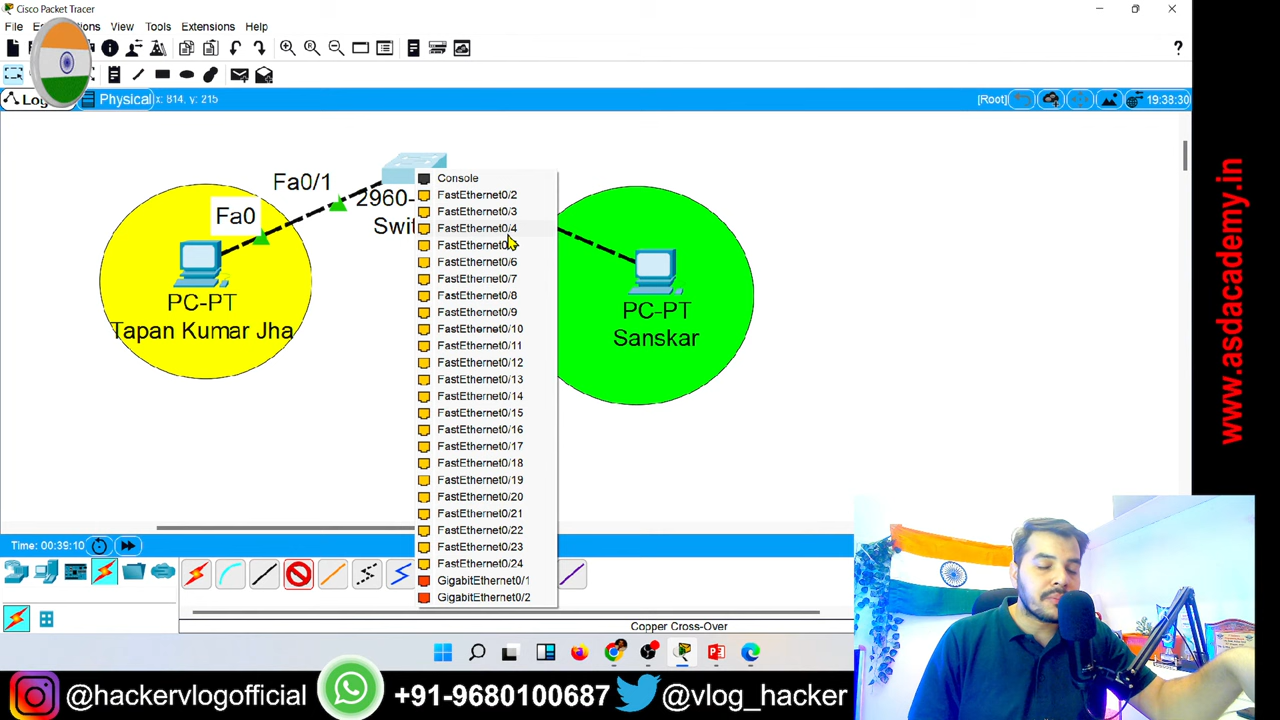 Cisco Packet Tracer
File
View Tools Extensions Help
Physical x: 814, y: 215
[Root] 19:38:30
Fa0/1
Fa0
2960-
Swit
PC-PT
Tapan Kumar Jha
PC-PT
Sanskar
Console
FastEthernet0/2
FastEthernet0/3
FastEthernet0/4
FastEthernet0
FastEthernet0/6
FastEthernet0/7
FastEthernet0/8
FastEthernet0/9
FastEthernet0/10
FastEthernet0/11
FastEthernet0/12
FastEthernet0/13
FastEthernet0/14
FastEthernet0/15
FastEthernet0/16
FastEthernet0/17
FastEthernet0/18
FastEthernet0/19
FastEthernet0/20
FastEthernet0/21
FastEthernet0/22
FastEthernet0/23
FastEthernet0/24
GigabitEthernet0/1
GigabitEthernet0/2
Time: 00:39:10
Copper Cross-Over
www.asdacademy.in
@hackervlogofficial +91-9680100687 @vlog_hacker